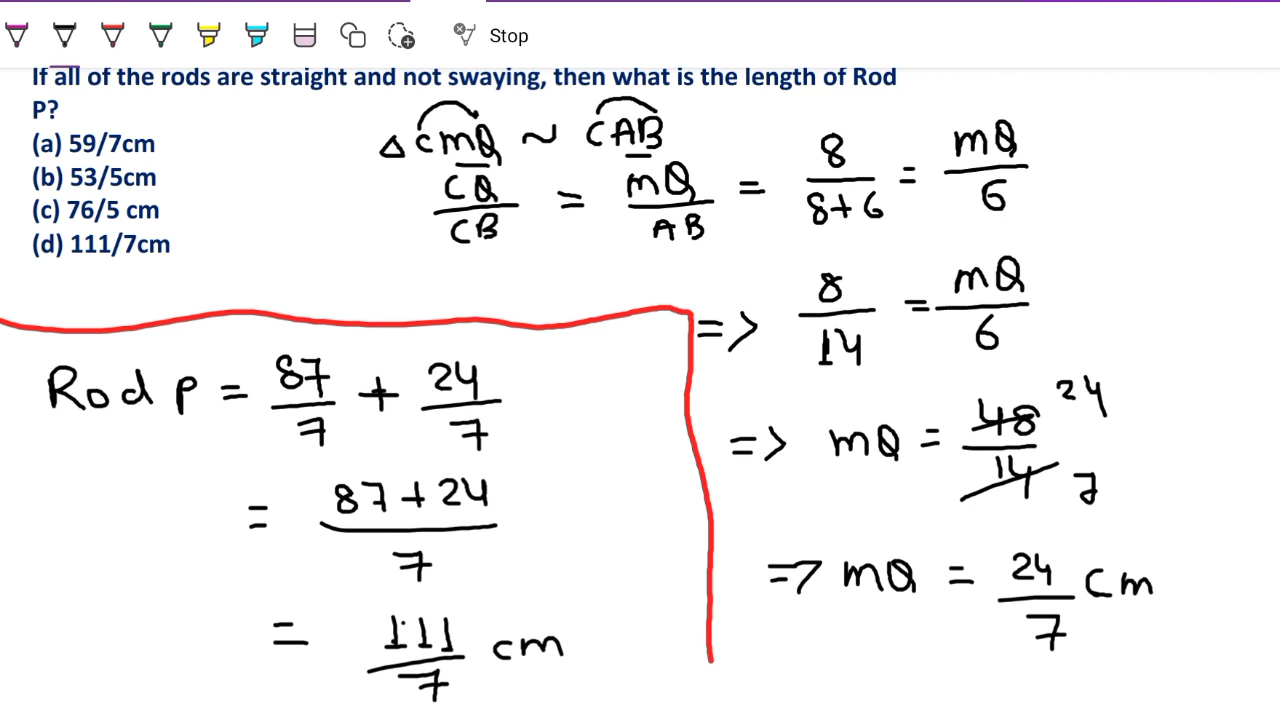 Stop
If all of the rods are straight and not swaying, then what is the length of Rod
P?
(a) 59/7cm
(b) 53/5cm
(c) 76/5 cm
(d) 111/7cm
Δ CMQ ~ CAB
CQ/CB = MQ/AB = 8/8+6 = MQ/6
=> 8/14 = MQ/6
=> MQ = 48/14 24/7
=> MQ = 24/7 cm
Rod P = 87/7 + 24/7
= 87+24/7
= 111/7 cm